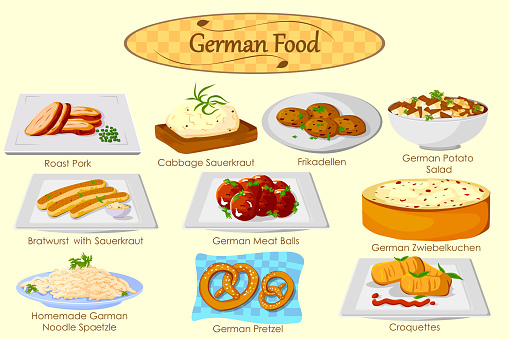 German Food
Roast Pork
Cabbage Sauerkraut
Frikadellen
German Potato
Salad
Bratwurst with Sauerkraut
German Meat Balls
German Zwiebelkuchen
Homemade Garman
Noodle Spaetzle
German Pretzel
Croquettes